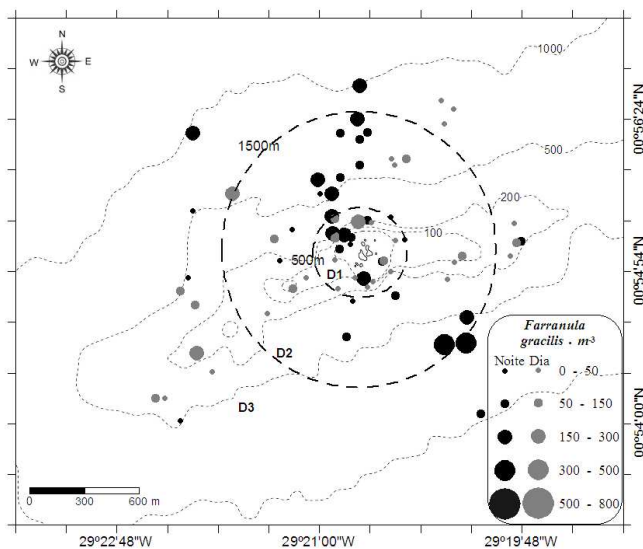 N
W E
S
1000
1500m
500
200
100
500m
D1
D2
D3
00°56'24"N
00°54'54"N
00°54'00"N
Farranula
gracilis . m-³
Noite Dia
0 - 50
50 - 150
150 - 300
300 - 500
500 - 800
0 300 600 m
29°22'48"W 29°21'00"W 29°19'48"W